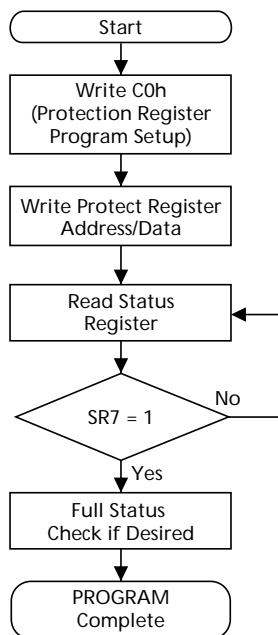 Start
Write C0h
(Protection Register
Program Setup)
Write Protect Register
Address/Data
Read Status
Register
SR7 = 1
No
Yes
Full Status
Check if Desired
PROGRAM
Complete